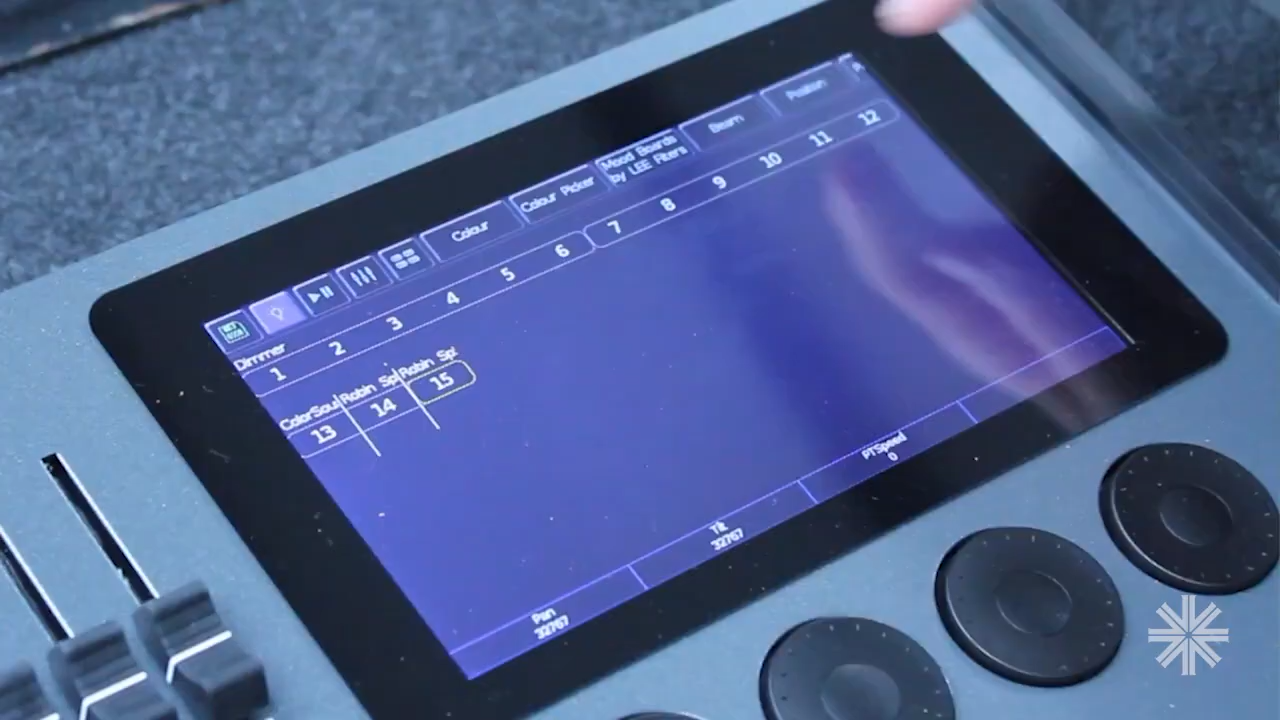 Colour
Colour Picker
Mood Boards
by LEE Filters
Beam
Position
Dimmer
1 2 3 4 5 6 7 8 9 10 11 12
ColorSou Robin Sp Robin Sp
13 14 15
Pan
32767
Tilt
32767
PTSpeed
0